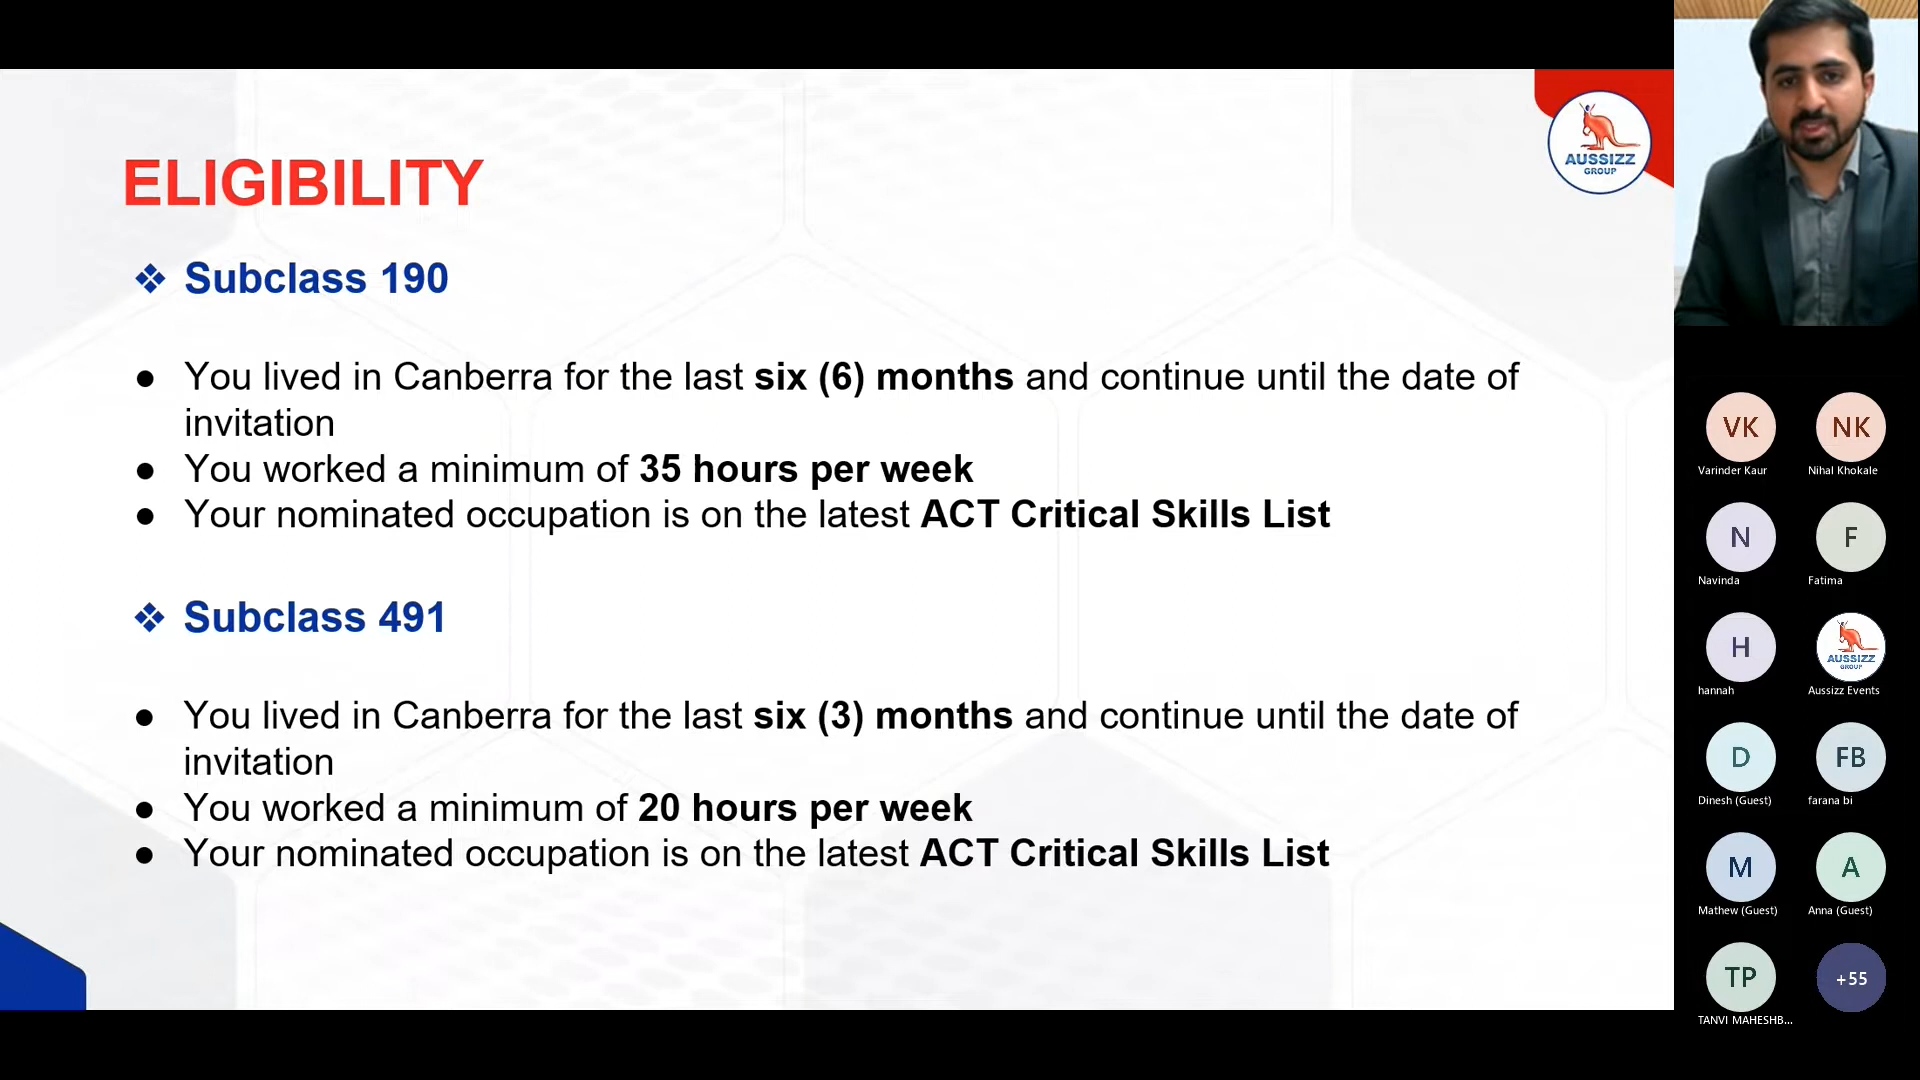 ELIGIBILITY
❖ Subclass 190
● You lived in Canberra for the last six (6) months and continue until the date of
invitation
● You worked a minimum of 35 hours per week
● Your nominated occupation is on the latest ACT Critical Skills List
❖ Subclass 491
● You lived in Canberra for the last six (3) months and continue until the date of
invitation
● You worked a minimum of 20 hours per week
● Your nominated occupation is on the latest ACT Critical Skills List
AUSSIZZ
GROUP
VK NK
Varinder Kaur Nihal Khokale
N F
Navinda Fatima
H AUSSIZZ
GROUP
hannah Aussizz Events
D FB
Dinesh (Guest) farana bi
M A
Mathew (Guest) Anna (Guest)
TP +55
TANVI MAHESHB...